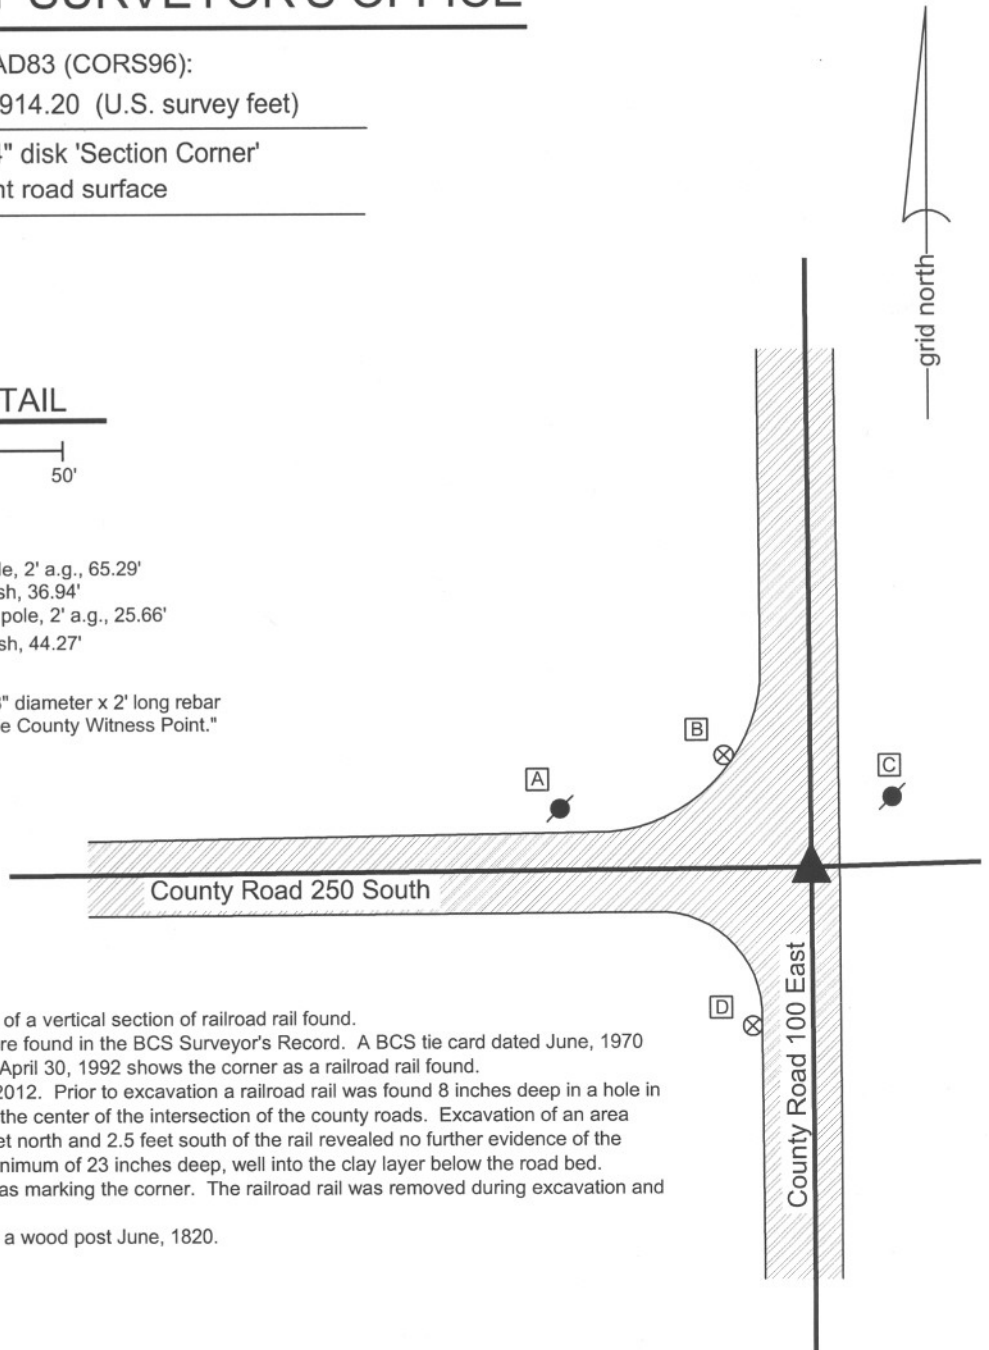 SURVEYOR'S OFFICE
AD83 (CORS96):
914.20 (U.S. survey feet)
4" disk 'Section Corner'
nt road surface
grid north
TAIL
50'
le, 2' a.g., 65.29'
sh, 36.94'
pole, 2' a.g., 25.66'
sh, 44.27'
" diameter x 2' long rebar
e County Witness Point."
B
A
C
County Road 250 South
D
County Road 100 East
of a vertical section of railroad rail found.
re found in the BCS Surveyor's Record. A BCS tie card dated June, 1970
April 30, 1992 shows the corner as a railroad rail found.
2012. Prior to excavation a railroad rail was found 8 inches deep in a hole in
the center of the intersection of the county roads. Excavation of an area
et north and 2.5 feet south of the rail revealed no further evidence of the
nimum of 23 inches deep, well into the clay layer below the road bed.
as marking the corner. The railroad rail was removed during excavation and
a wood post June, 1820.